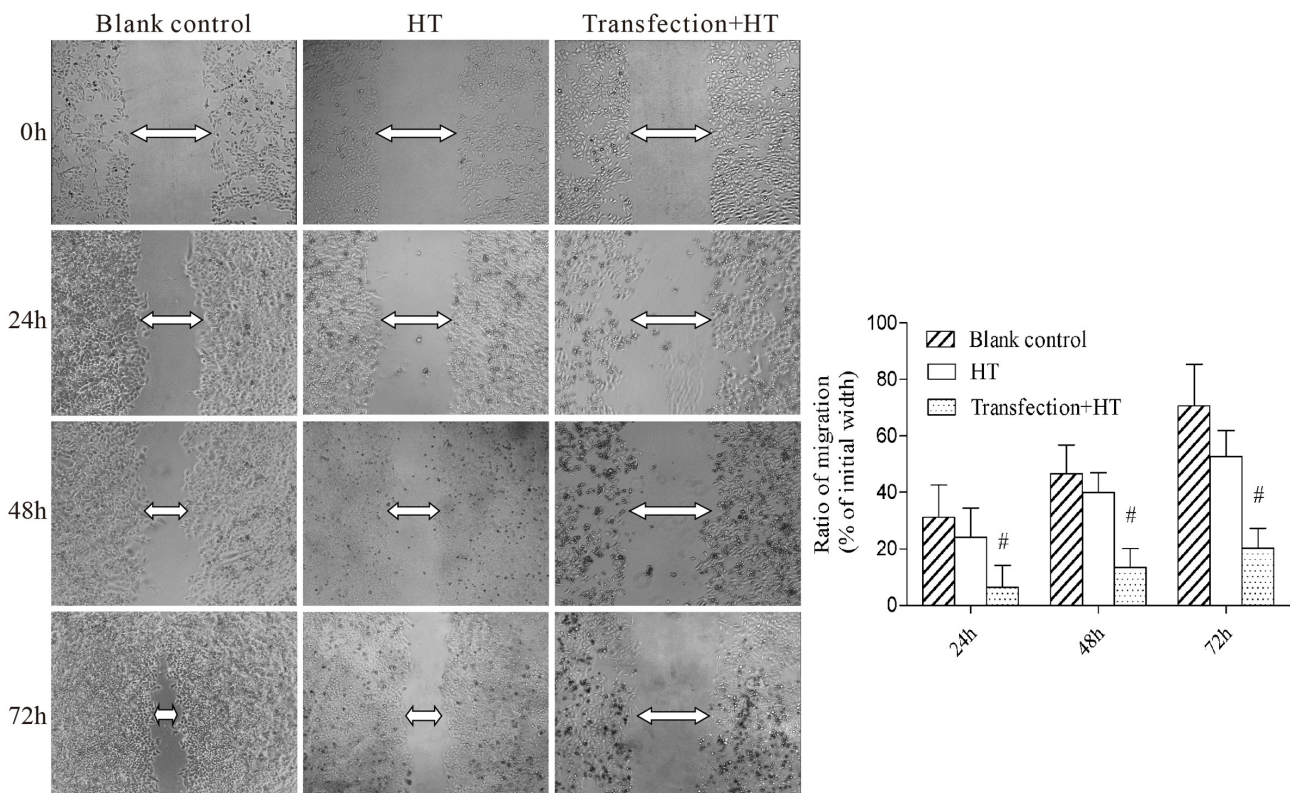 Blank control
HT
Transfection+HT
0h
24h
48h
72h
Ratio of migration
(% of initial width)
100
80
60
40
20
0
Blank control
HT
Transfection+HT
#
#
#
24h
48h
72h